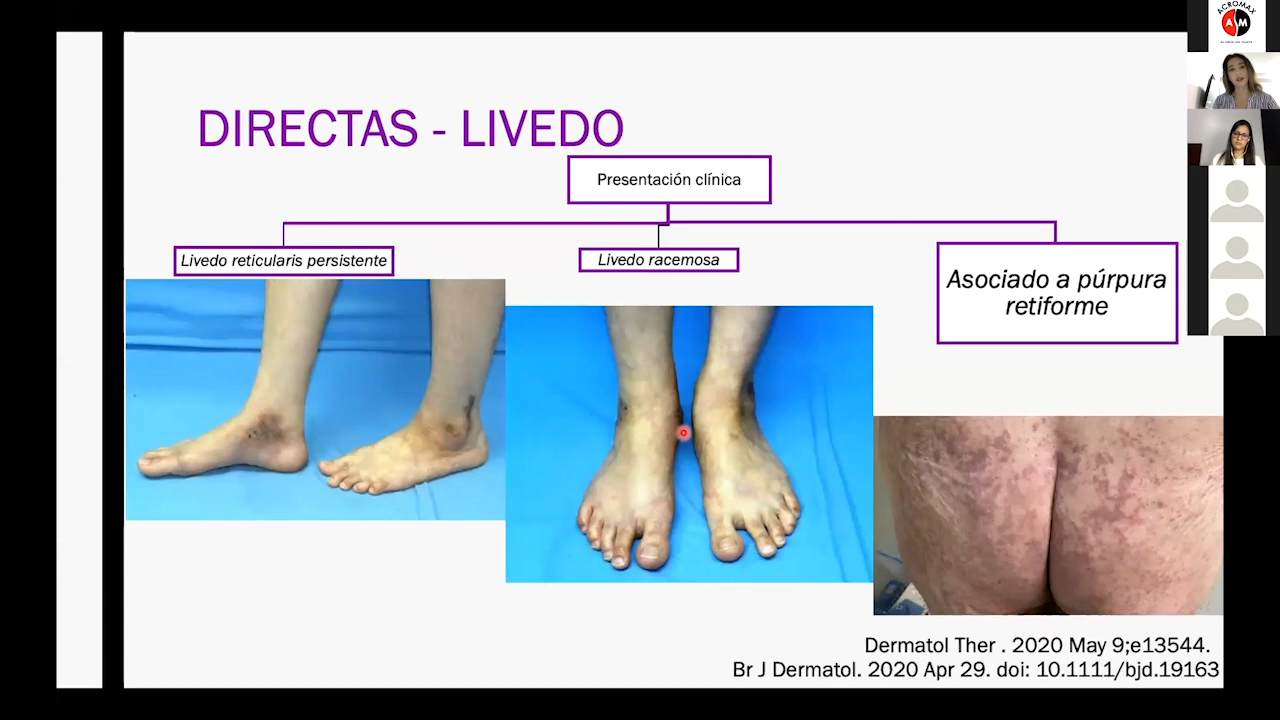 ACROMAX
AM
DIRECTAS - LIVEDO
Presentación clínica
Livedo reticularis persistente
Livedo racemosa
Asociado a púrpura
retiforme
Dermatol Ther . 2020 May 9;e13544.
Br J Dermatol. 2020 Apr 29. doi: 10.1111/bjd.19163